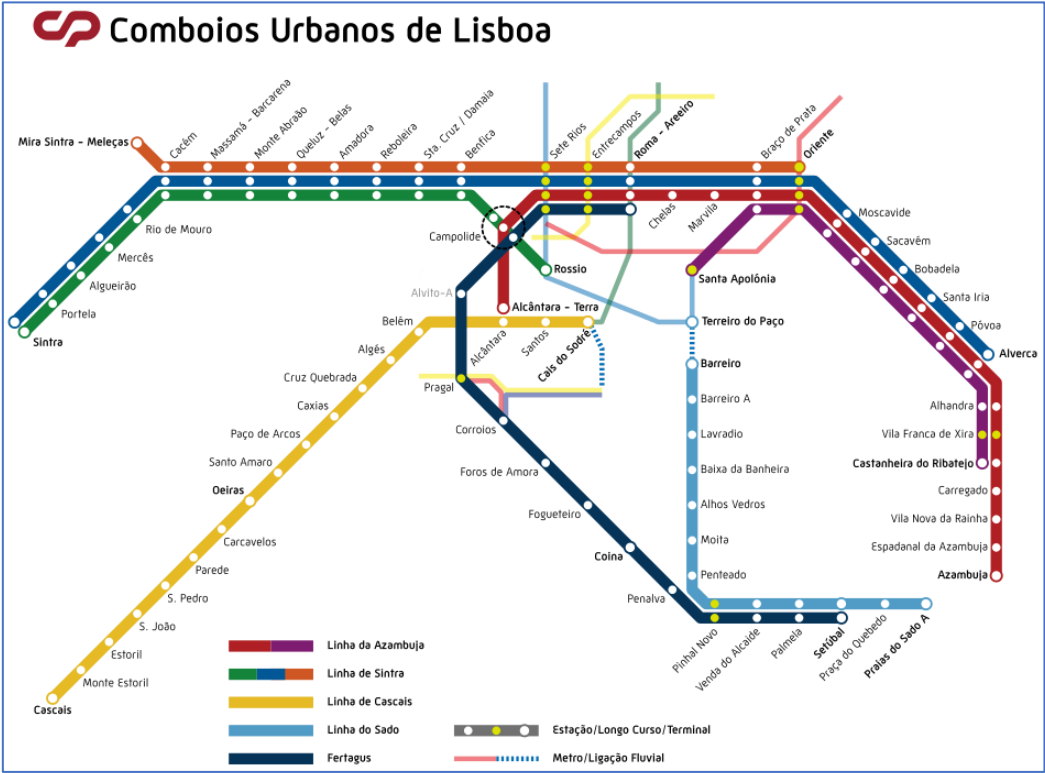 CP Comboios Urbanos de Lisboa
Mira Sintra - Meleças
Cacém
Massamá - Barcarena
Monte Abraão
Queluz - Belas
Amadora
Reboleira
Sta. Cruz / Damaia
Benfica
Sete Rios
Entrecampos
Roma - Areeiro
Braço de Prata
Oriente
Rio de Mouro
Mercês
Algueirão
Portela
Sintra
Campolide
Rossio
Chelas
Marvila
Moscavide
Sacavém
Bobadela
Santa Iria
Póvoa
Alverca
Santa Apolónia
Alvito-A
Alcântara - Terra
Terreiro do Paço
Belém
Alcântara
Santos
Cais do Sodré
Algés
Cruz Quebrada
Caxias
Paço de Arcos
Santo Amaro
Oeiras
Carcavelos
Parede
S. Pedro
S. João
Estoril
Monte Estoril
Cascais
Pragal
Corroios
Foros de Amora
Fogueteiro
Coina
Penalva
Barreiro
Barreiro A
Lavradio
Baixa da Banheira
Alhos Vedros
Moita
Penteado
Pinhal Novo
Venda do Alcaide
Palmela
Setúbal
Praça do Quebedo
Praias do Sado A
Alhandra
Vila Franca de Xira
Castanheira do Ribatejo
Carregado
Vila Nova da Rainha
Espadanal da Azambuja
Azambuja
Linha da Azambuja
Linha de Sintra
Linha de Cascais
Linha do Sado
Fertagus
Estação/Longo Curso/Terminal
Metro/Ligação Fluvial